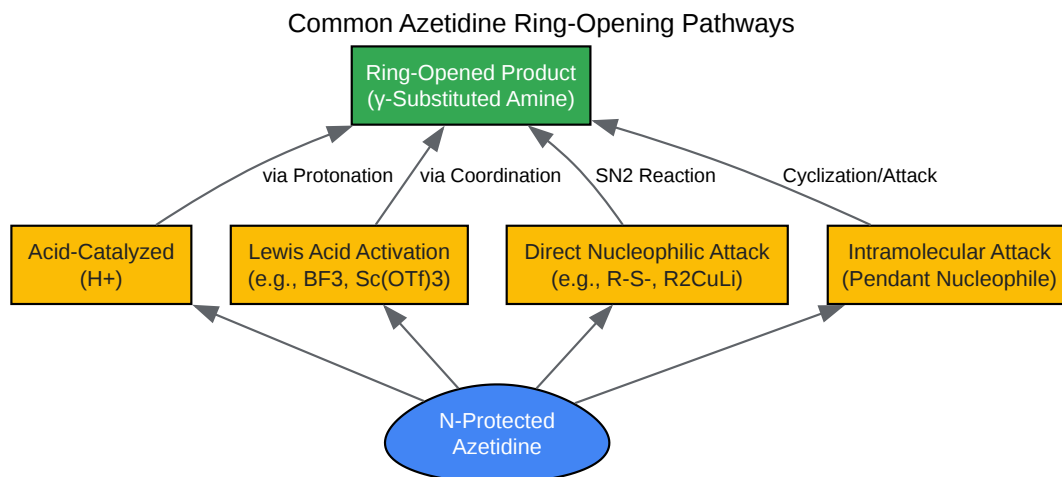 Common Azetidine Ring-Opening Pathways
Ring-Opened Product
(γ-Substituted Amine)
via Protonation
via Coordination
SN2 Reaction
Cyclization/Attack
Acid-Catalyzed
(H+)
Lewis Acid Activation
(e.g., BF3, Sc(OTf)3)
Direct Nucleophilic Attack
(e.g., R-S-, R2CuLi)
Intramolecular Attack
(Pendant Nucleophile)
N-Protected
Azetidine